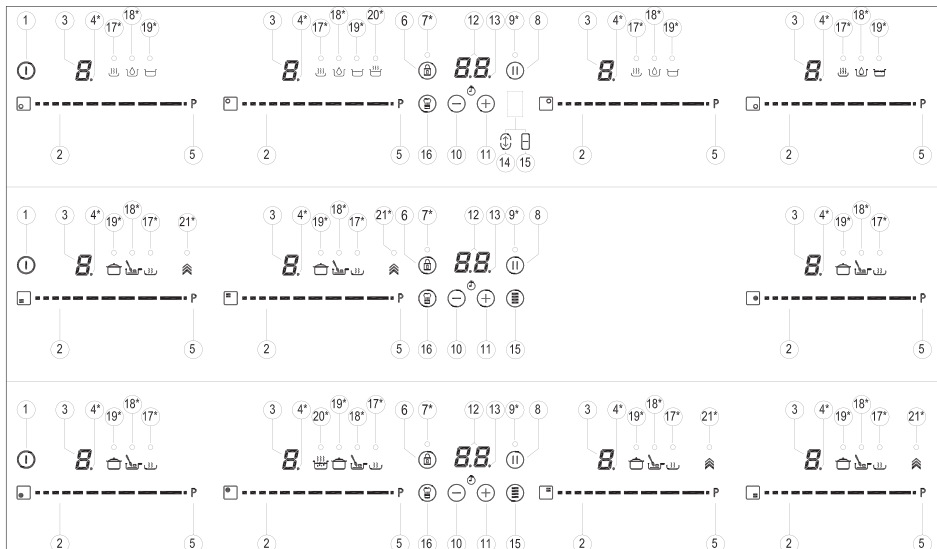 1 3 4* 17* 18* 19* 3 4* 17* 18* 19* 20* 6 7* 12 13 9* 8 3 4* 17* 18* 19* 3 4* 17* 18* 19*
8. 8. 8.8. 8. 8.
P P P P
2 5 2 5 16 10 11 14 15 2 5 2 5
1 3 4* 19* 18* 17* 21* 3 4* 19* 18* 17* 21* 6 7* 12 13 9* 8 3 4* 19* 18* 17*
8. 8. 8.8. 8.
P P P
2 5 2 5 16 10 11 15 2 5
1 3 4* 19* 18* 17* 3 4* 20* 19* 18* 17* 6 7* 12 13 9* 8 3 4* 19* 18* 17* 21* 3 4* 19* 18* 17* 21*
8. 8. 8.8. 8. 8.
P P P P
2 5 2 5 16 10 11 15 2 5 2 5